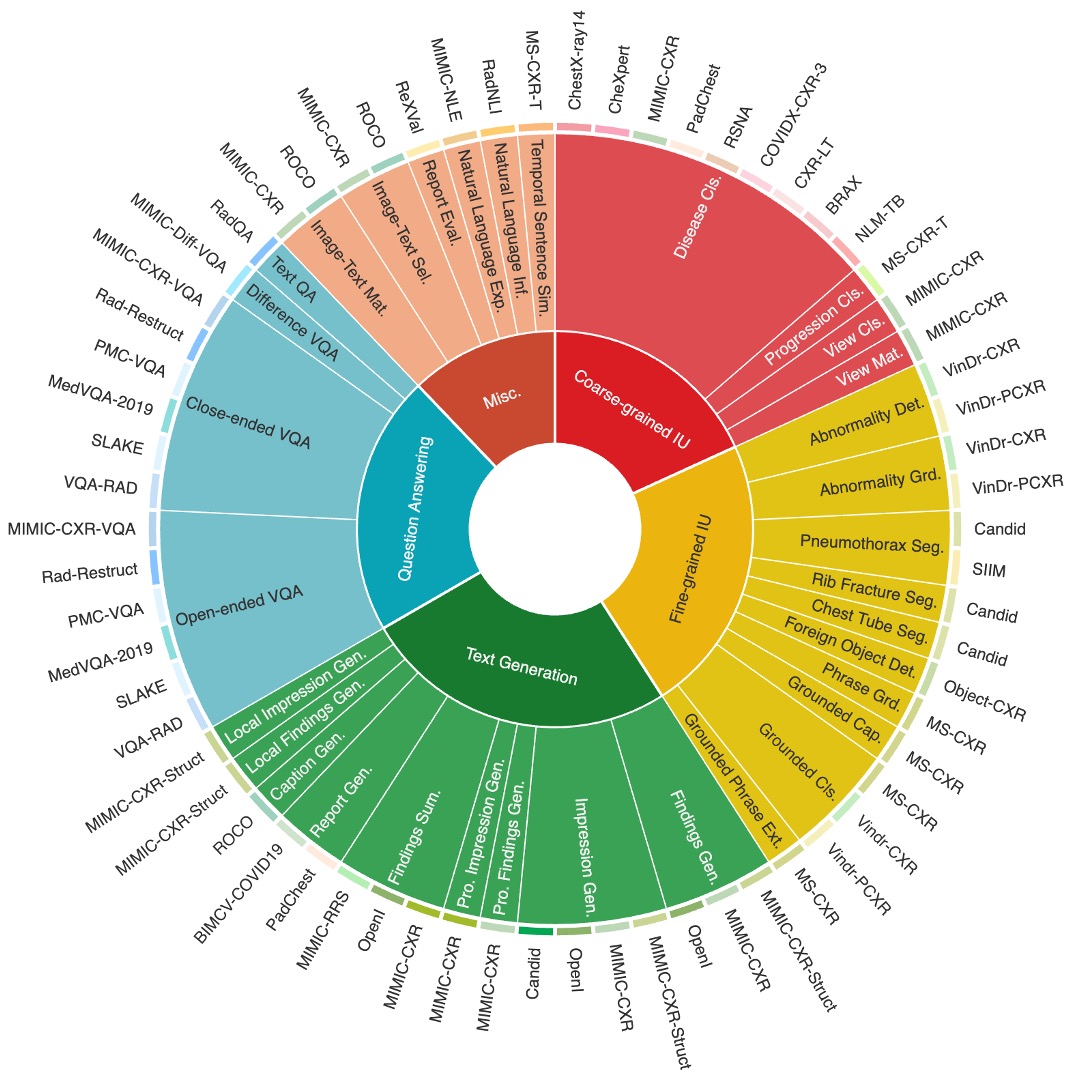 Coarse-grained IU
Fine-grained IU
Text Generation
Question Answering
Misc.
Disease Cls.
Progression Cls.
View Cls.
View Mat.
Abnormality Det.
Abnormality Grd.
Pneumothorax Seg.
Rib Fracture Seg.
Chest Tube Seg.
Foreign Object Det.
Phrase Grd.
Grounded Cap.
Grounded Cls.
Grounded Phrase Ext.
Findings Gen.
Impression Gen.
Pro. Findings Gen.
Pro. Impression Gen.
Findings Sum.
Report Gen.
Caption Gen.
Local Findings Gen.
Local Impression Gen.
Open-ended VQA
Close-ended VQA
Difference VQA
Text QA
Image-Text Mat.
Image-Text Sel.
Report Eval.
Natural Language Exp.
Natural Language Inf.
Temporal Sentence Sim.
ChestX-ray14
CheXpert
MIMIC-CXR
PadChest
RSNA
COVIDX-CXR-3
CXR-LT
BRAX
NLM-TB
MS-CXR-T
MIMIC-CXR
MIMIC-CXR
VinDr-CXR
VinDr-PCXR
VinDr-CXR
VinDr-PCXR
Candid
SIIM
Candid
Candid
Object-CXR
MS-CXR
MS-CXR
MS-CXR
Vindr-CXR
Vindr-PCXR
MS-CXR
MIMIC-CXR-Struct
MIMIC-CXR
OpenI
MIMIC-CXR-Struct
MIMIC-CXR
OpenI
Candid
MIMIC-CXR
MIMIC-CXR
MIMIC-CXR
OpenI
MIMIC-RRS
PadChest
BIMCV-COVID19
ROCO
MIMIC-CXR-Struct
MIMIC-CXR-Struct
VQA-RAD
SLAKE
MedVQA-2019
PMC-VQA
Rad-Restruct
MIMIC-CXR-VQA
VQA-RAD
SLAKE
MedVQA-2019
PMC-VQA
Rad-Restruct
MIMIC-CXR-VQA
MIMIC-Diff-VQA
RadQA
MIMIC-CXR
ROCO
MIMIC-CXR
ROCO
ReXVal
MIMIC-NLE
RadNLI
MS-CXR-T